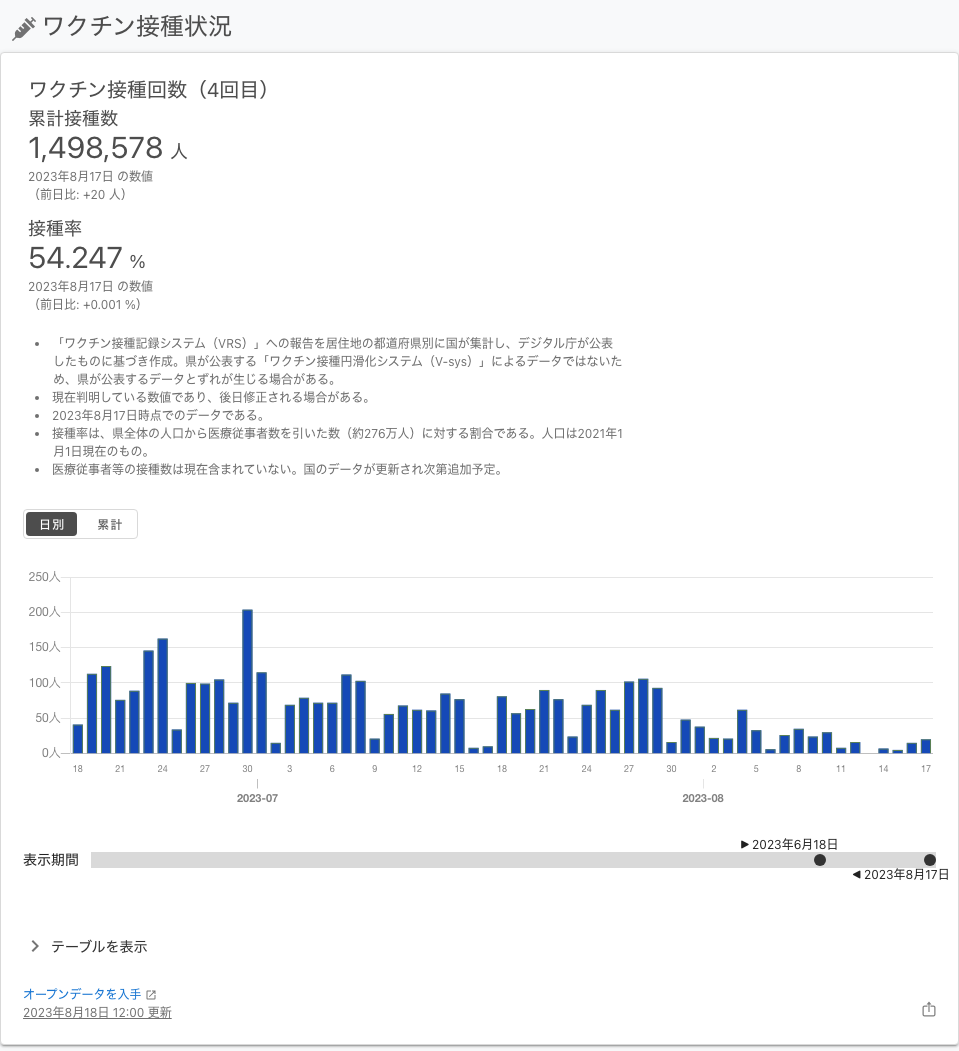 ワクチン接種状況
ワクチン接種回数（4回目）
累計接種数
1,498,578 人
2023年8月17日 の数値
（前日比: +20 人）
接種率
54.247 %
2023年8月17日 の数値
（前日比: +0.001 %）
「ワクチン接種記録システム（VRS）」への報告を居住地の都道府県別に国が集計し、デジタル庁が公表
したものに基づき作成。県が公表する「ワクチン接種円滑化システム（V-sys）」によるデータではないた
め、県が公表するデータとずれが生じる場合がある。
現在判明している数値であり、後日修正される場合がある。
2023年8月17日時点でのデータである。
接種率は、県全体の人口から医療従事者数を引いた数（約276万人）に対する割合である。人口は2021年1
月1日現在のもの。
医療従事者等の接種数は現在含まれていない。国のデータが更新され次第追加予定。
日別 累計
250人
200人
150人
100人
50人
0人
18 21 24 27 30 3 6 9 12 15 18 21 24 27 30 2 5 8 11 14 17
2023-07 2023-08
▶ 2023年6月18日
表示期間
◀ 2023年8月17日
テーブルを表示
オープンデータを入手
2023年8月18日 12:00 更新